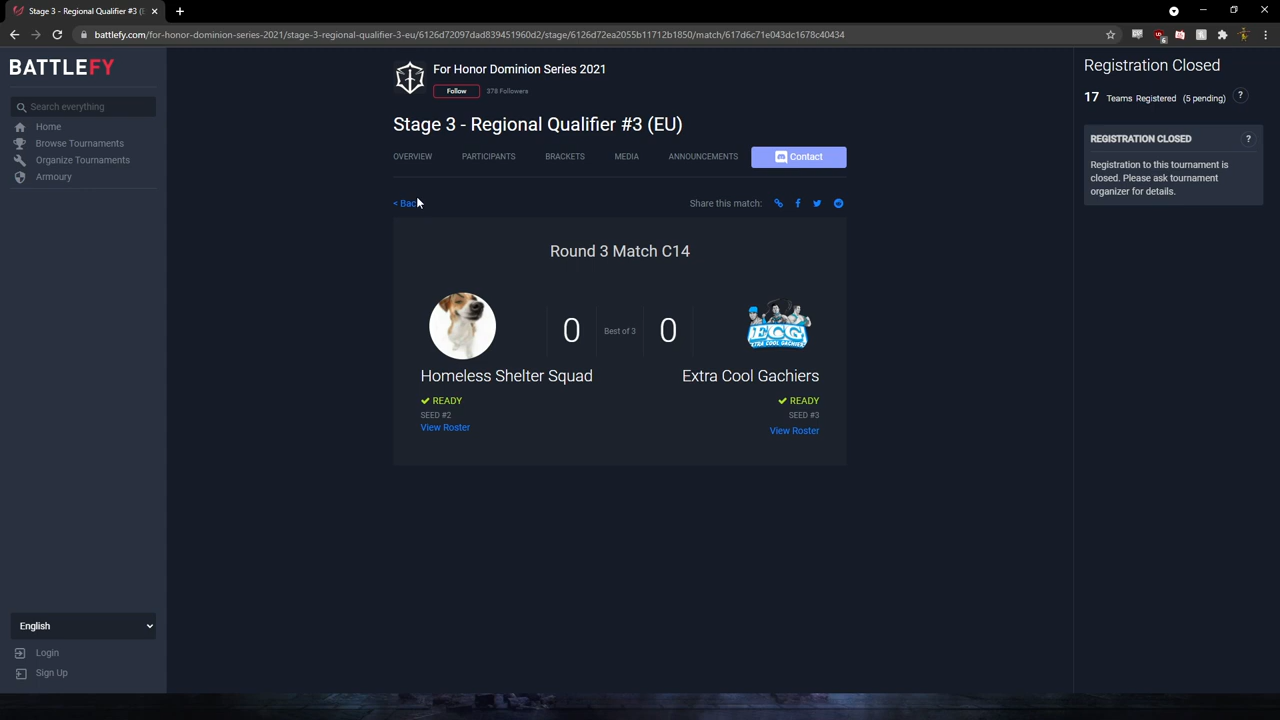 Stage 3 - Regional Qualifier #3 (E
battlefy.com/for-honor-dominion-series-2021/stage-3-regional-qualifier-3-eu/6126d72097dad839451960d2/stage/6126d72ea2055b11712b1850/match/617d6c71e043dc1678c40434
BATTLEFY
Search everything
Home
Browse Tournaments
Organize Tournaments
Armoury
For Honor Dominion Series 2021
Follow
378 Followers
Stage 3 - Regional Qualifier #3 (EU)
OVERVIEW
PARTICIPANTS
BRACKETS
MEDIA
ANNOUNCEMENTS
Contact
< Back
Share this match:
Round 3 Match C14
0
Best of 3
0
ECG
EXTRA COOL GACHIERS
Homeless Shelter Squad
Extra Cool Gachiers
READY
READY
SEED #2
SEED #3
View Roster
View Roster
Registration Closed
17 Teams Registered (5 pending) ?
REGISTRATION CLOSED ?
Registration to this tournament is
closed. Please ask tournament
organizer for details.
English
Login
Sign Up